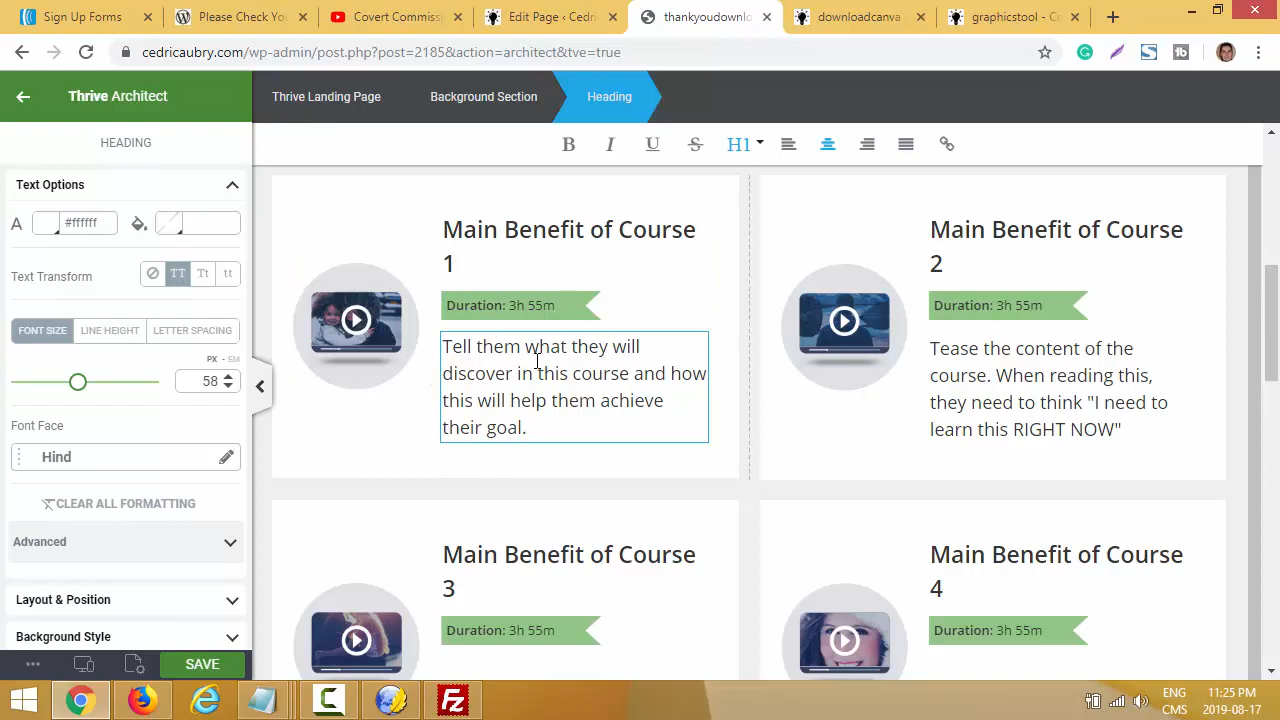 Sign Up Forms
Please Check Yo
Covert Commiss
Edit Page ‹ Cedri
thankyoudownlo
downloadcanva
graphicstool - Ce
cedricaubry.com/wp-admin/post.php?post=2185&action=architect&tve=true
Thrive Architect
Thrive Landing Page
Background Section
Heading
HEADING
B I U S H1
Text Options
A #ffffff
Text Transform
TT Tt tt
FONT SIZE
LINE HEIGHT
LETTER SPACING
PX - EM
58
Font Face
Hind
CLEAR ALL FORMATTING
Advanced
Layout & Position
Background Style
SAVE
Main Benefit of Course
1
Duration: 3h 55m
Tell them what they will
discover in this course and how
this will help them achieve
their goal.
Main Benefit of Course
2
Duration: 3h 55m
Tease the content of the
course. When reading this,
they need to think "I need to
learn this RIGHT NOW"
Main Benefit of Course
3
Duration: 3h 55m
Main Benefit of Course
4
Duration: 3h 55m
ENG
CMS
11:25 PM
2019-08-17